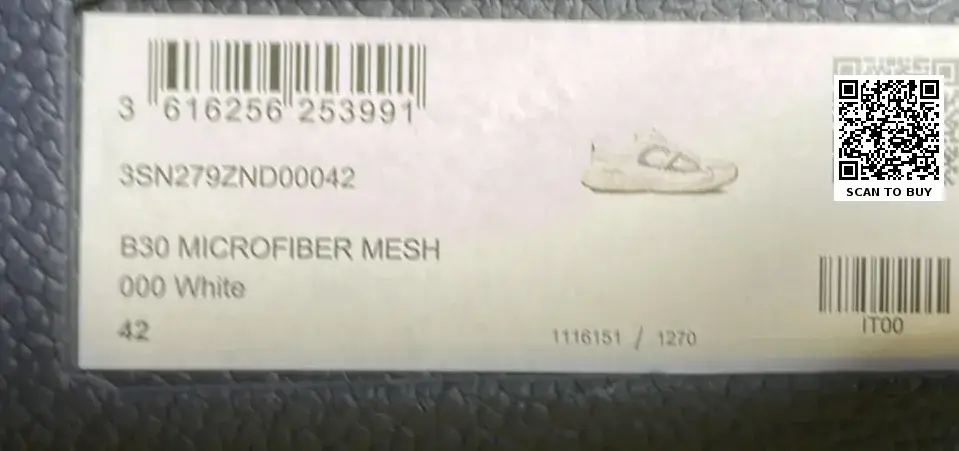 3 616256 253991
3SN279ZND00042
B30 MICROFIBER MESH
000 White
42
1116151 / 1270
SCAN TO BUY
IT00